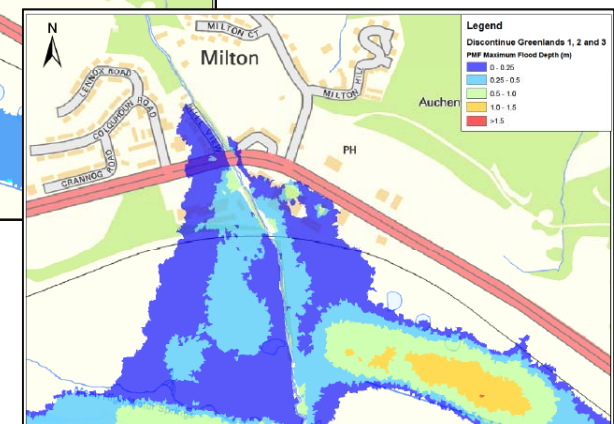 N
MILTON CT
Milton
MILTON HILL
LENNOX ROAD
COLQUHOUN ROAD
CRANNOG ROAD
Auchen
PH
Legend
Discontinue Greenlands 1, 2 and 3
PMF Maximum Flood Depth (m)
0 - 0.25
0.25 - 0.5
0.5 - 1.0
1.0 - 1.5
>1.5